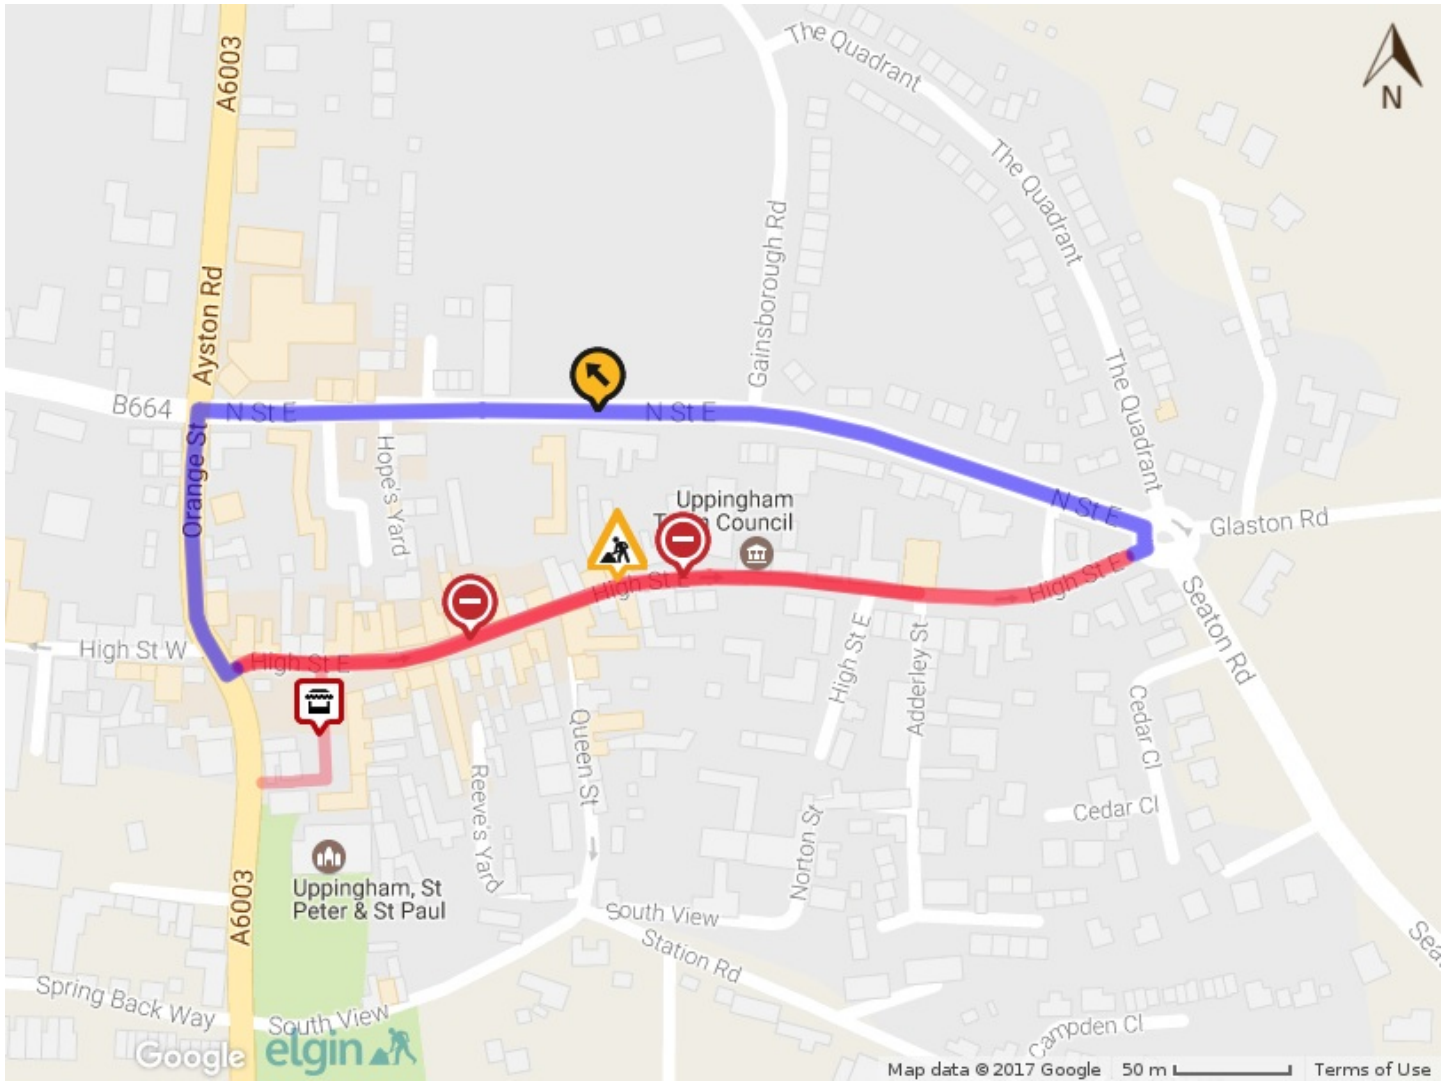 A6003
The Quadrant
N
The Quadrant
Gainsborough Rd
Ayston Rd
The Quadrant
B664
N St E
N St E
Orange St
Hope's Yard
N St E
Uppingham
Council
Glaston Rd
High St E
High St E
High St W
High St E
Seaton Rd
High St E
Adderley St
Cedar Cl
Queen St
Reeve's Yard
Cedar Cl
Norton St
Uppingham, St
Peter & St Paul
A6003
South View
Station Rd
Spring Back Way
South View
Campden Cl
Google
elgin
Map data © 2017 Google
50 m
Terms of Use